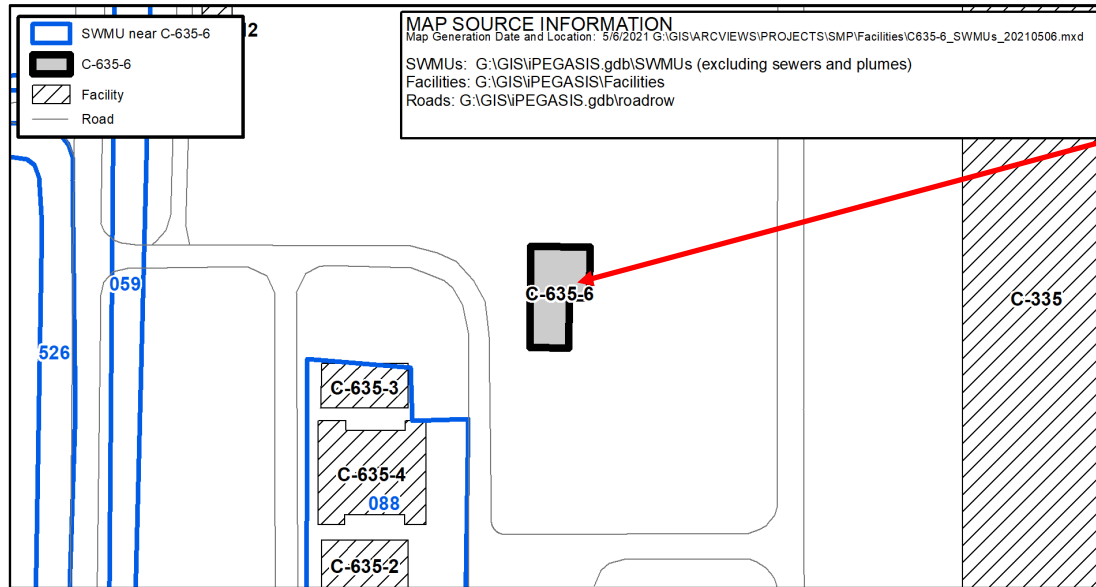 SWMU near C-635-6
C-635-6
Facility
Road
12
MAP SOURCE INFORMATION
Map Generation Date and Location: 5/6/2021 G:\GIS\ARCVIEWS\PROJECTS\SMP\Facilities\C635-6_SWMUs_20210506.mxd
SWMUs: G:\GIS\iPEGASIS.gdb\SWMUs (excluding sewers and plumes)
Facilities: G:\GIS\iPEGASIS\Facilities
Roads: G:\GIS\iPEGASIS.gdb\roadrow
059
C-635-6
C-335
526
C-635-3
C-635-4
088
C-635-2